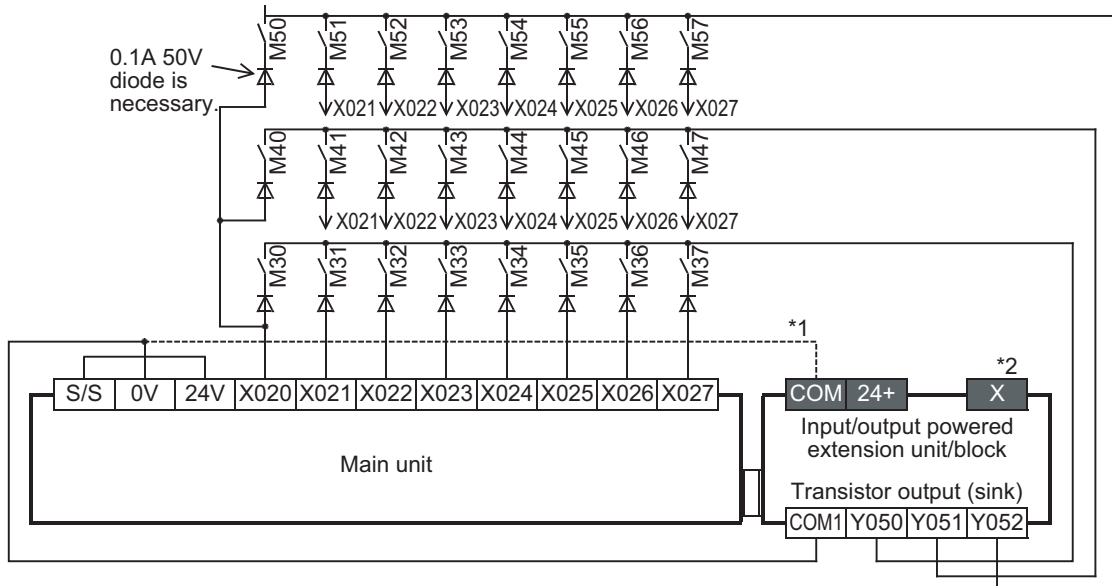 M50 M51 M52 M53 M54 M55 M56 M57
0.1A 50V
diode is
necessary.
X021 X022 X023 X024 X025 X026 X027
M40 M41 M42 M43 M44 M45 M46 M47
X021 X022 X023 X024 X025 X026 X027
M30 M31 M32 M33 M34 M35 M36 M37
*1
*2
S/S 0V 24V X020 X021 X022 X023 X024 X025 X026 X027
COM 24+ X
Main unit
Input/output powered
extension unit/block
Transistor output (sink)
COM1 Y050 Y051 Y052